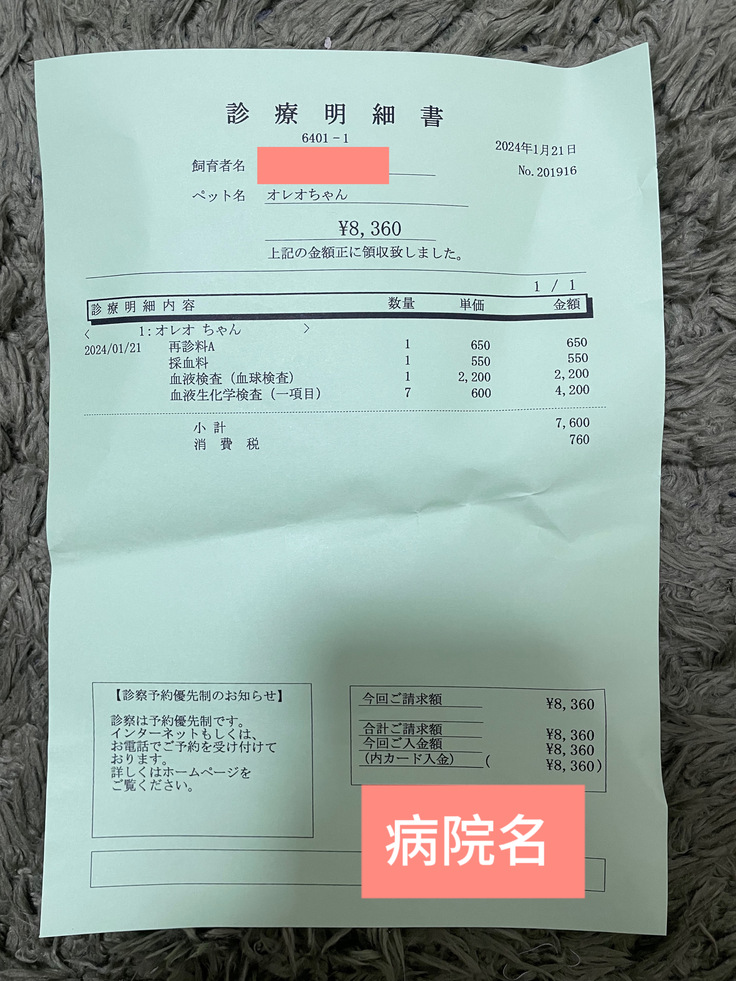 診療明細書
6401-1
2024年1月21日
No.201916
飼育者名
ペット名 オレオちゃん
¥8,360
上記の金額正に領収致しました。
1 / 1
診療明細内容 数量 単価 金額
< 1:オレオ ちゃん >
2024/01/21 再診料A 1 650 650
採血料 1 550 550
血液検査（血球検査） 1 2,200 2,200
血液生化学検査（一項目） 7 600 4,200
小計 7,600
消費税 760
【診察予約優先制のお知らせ】
診察は予約優先制です。
インターネットもしくは、
お電話でご予約を受け付けて
おります。
詳しくはホームページを
ご覧ください。
今回ご請求額 ¥8,360
合計ご請求額 ¥8,360
今回ご入金額 ¥8,360
(内カード入金) ( ¥8,360)
病院名